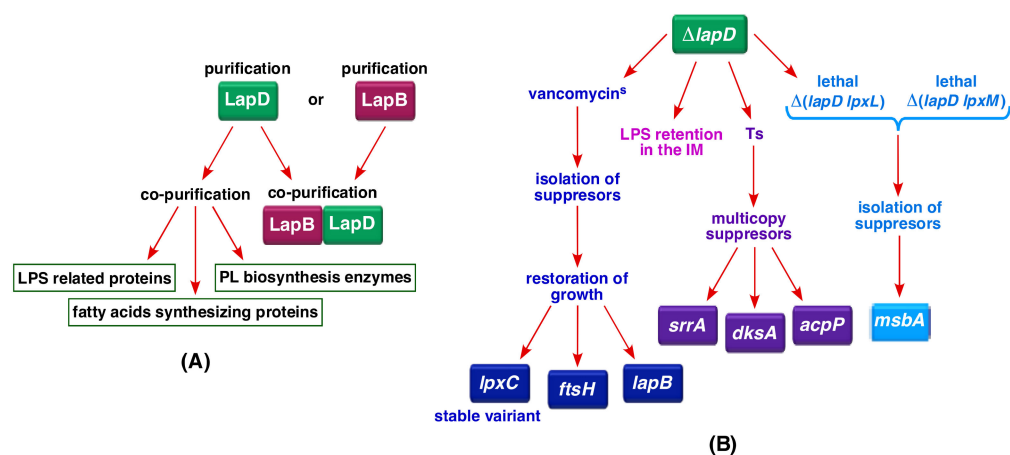 purification
LapD
or
purification
LapB
co-purification
co-purification
LapB LapD
LPS related proteins
PL biosynthesis enzymes
fatty acids synthesizing proteins
(A)
ΔlapD
vancomycinˢ
LPS retention
in the IM
Ts
lethal
Δ(lapD lpxL)
lethal
Δ(lapD lpxM)
isolation of
suppresors
multicopy
suppresors
isolation of
suppresors
restoration of
growth
srrA
dksA
acpP
msbA
lpxC
ftsH
lapB
stable vairiant
(B)